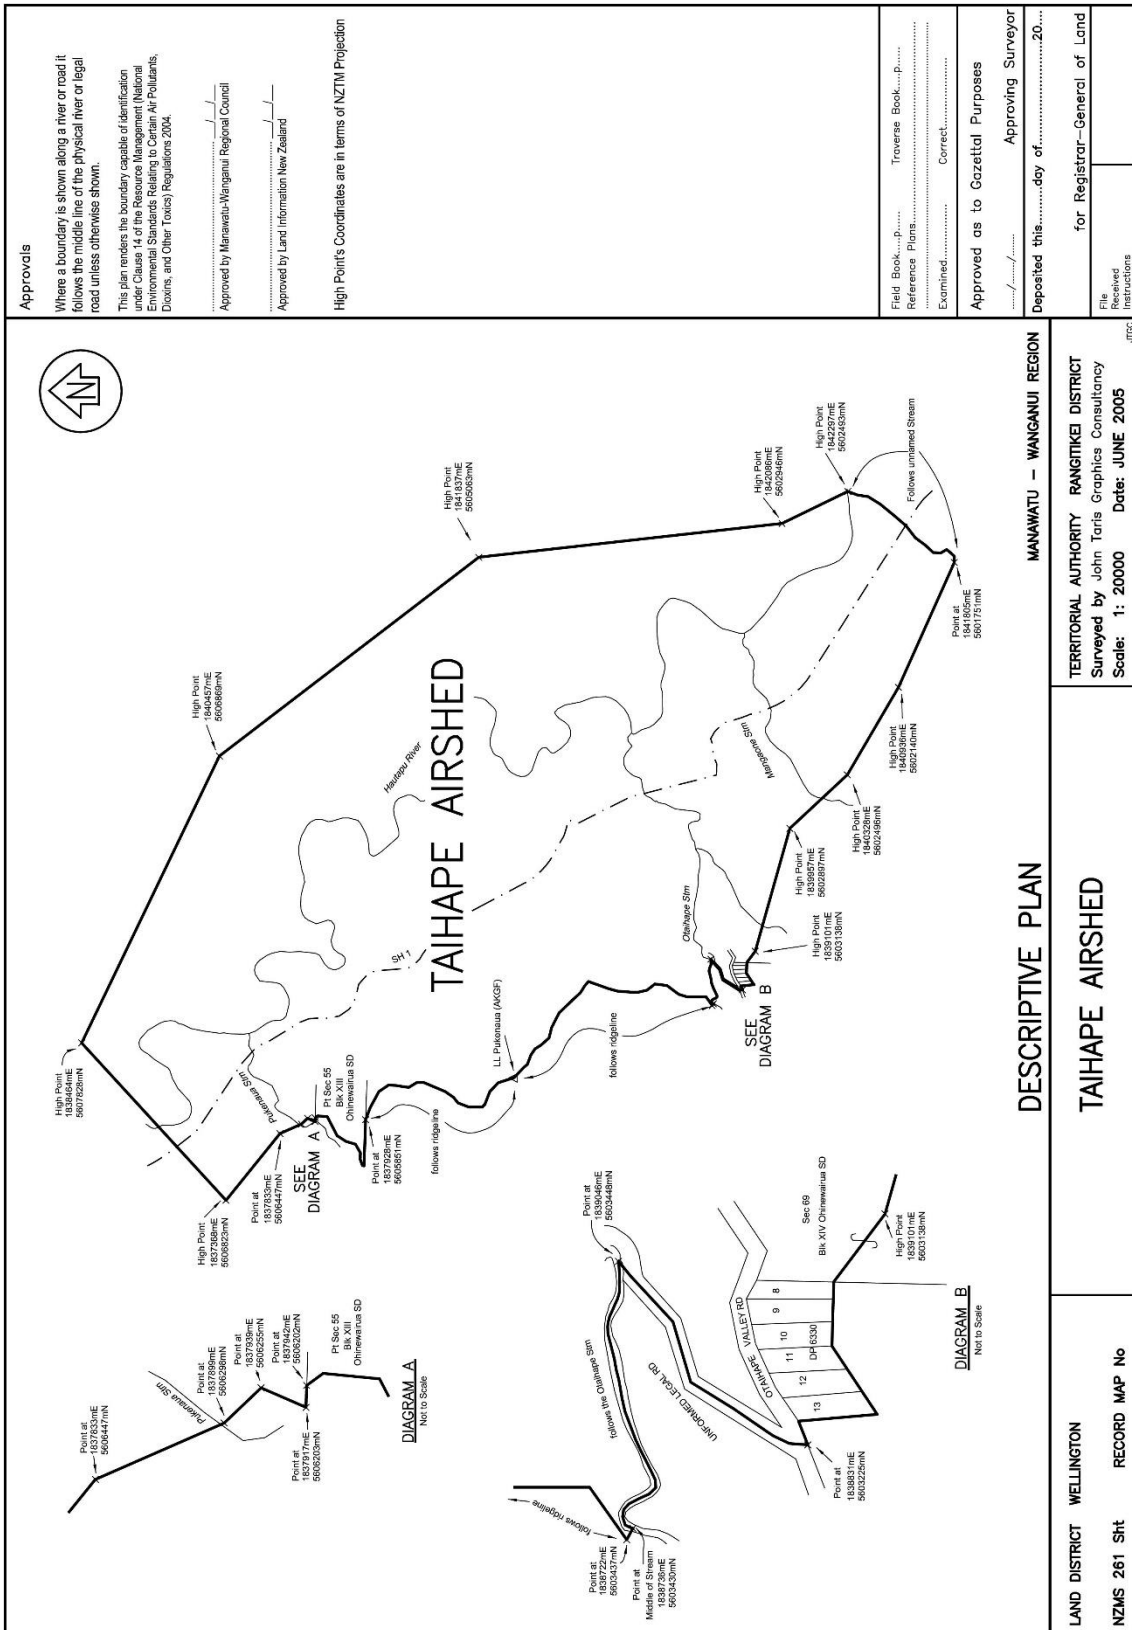 Approvals
Where a boundary is shown along a river or road it
follows the middle line of the physical river or legal
road unless otherwise shown.
This plan renders the boundary capable of identification
under Clause 14 of the Resource Management (National
Environmental Standards Relating to Certain Air Pollutants,
Dioxins, and Other Toxics) Regulations 2004.
............................................ __/__/__
Approved by Manawatu-Wanganui Regional Council
............................................ __/__/__
Approved by Land Information New Zealand
High Point's Coordinates are in terms of NZTM Projection
Field Book......p...... Traverse Book......p......
Reference Plans..............................
Examined............ Correct............
Approved as to Gazettal Purposes
....../....../...... Approving Surveyor
Deposited this.........day of..................20....
for Registrar-General of Land
File
Received
Instructions
N
High Point
1838464mE
5607828mN
High Point
1840457mE
5606869mN
High Point
1841837mE
5605063mN
High Point
1842086mE
5602946mN
High Point
1842297mE
5602493mN
Follows unnamed Stream
Point at
1841805mE
5601751mN
High Point
1840936mE
5602140mN
High Point
1840328mE
5602496mN
High Point
1839957mE
5602897mN
High Point
1839101mE
5603138mN
High Point
1837368mE
5606823mN
Point at
1837833mE
5606447mN
SEE
DIAGRAM A
Pukenaua Stm
Pt Sec 55
Blk XIII
Ohinewairua SD
Point at
1837928mE
5605851mN
follows ridgeline
LL Pukenaua (AKGF)
follows ridgeline
SEE
DIAGRAM B
SH 1
Hautapu River
TAIHAPE AIRSHED
Otaihape Stm
Mangaone Stm
Point at
1837833mE
5606447mN
Pukenaua Stm
Point at
1837899mE
5606298mN
Point at
1837939mE
5606255mN
Point at
1837942mE
5606202mN
Point at
1837917mE
5606203mN
Pt Sec 55
Blk XIII
Ohinewairua SD
DIAGRAM A
Not to Scale
follows ridgeline
Point at
1838722mE
5603437mN
Point at
Middle of Stream
1838736mE
5603430mN
follows the Otaihape Stm
Point at
1839046mE
5603448mN
UNFORMED LEGAL RD
OTAIHAPE VALLEY RD
Point at
1838831mE
5603225mN
13
12
11
10
9
8
DP 6330
Sec 69
Blk XIV Ohinewairua SD
High Point
1839101mE
5603138mN
DIAGRAM B
Not to Scale
DESCRIPTIVE PLAN
MANAWATU - WANGANUI REGION
LAND DISTRICT WELLINGTON
NZMS 261 Sht RECORD MAP No
TAIHAPE AIRSHED
TERRITORIAL AUTHORITY RANGITIKEI DISTRICT
Surveyed by John Taris Graphics Consultancy
Scale: 1: 20000 Date: JUNE 2005
JTGC